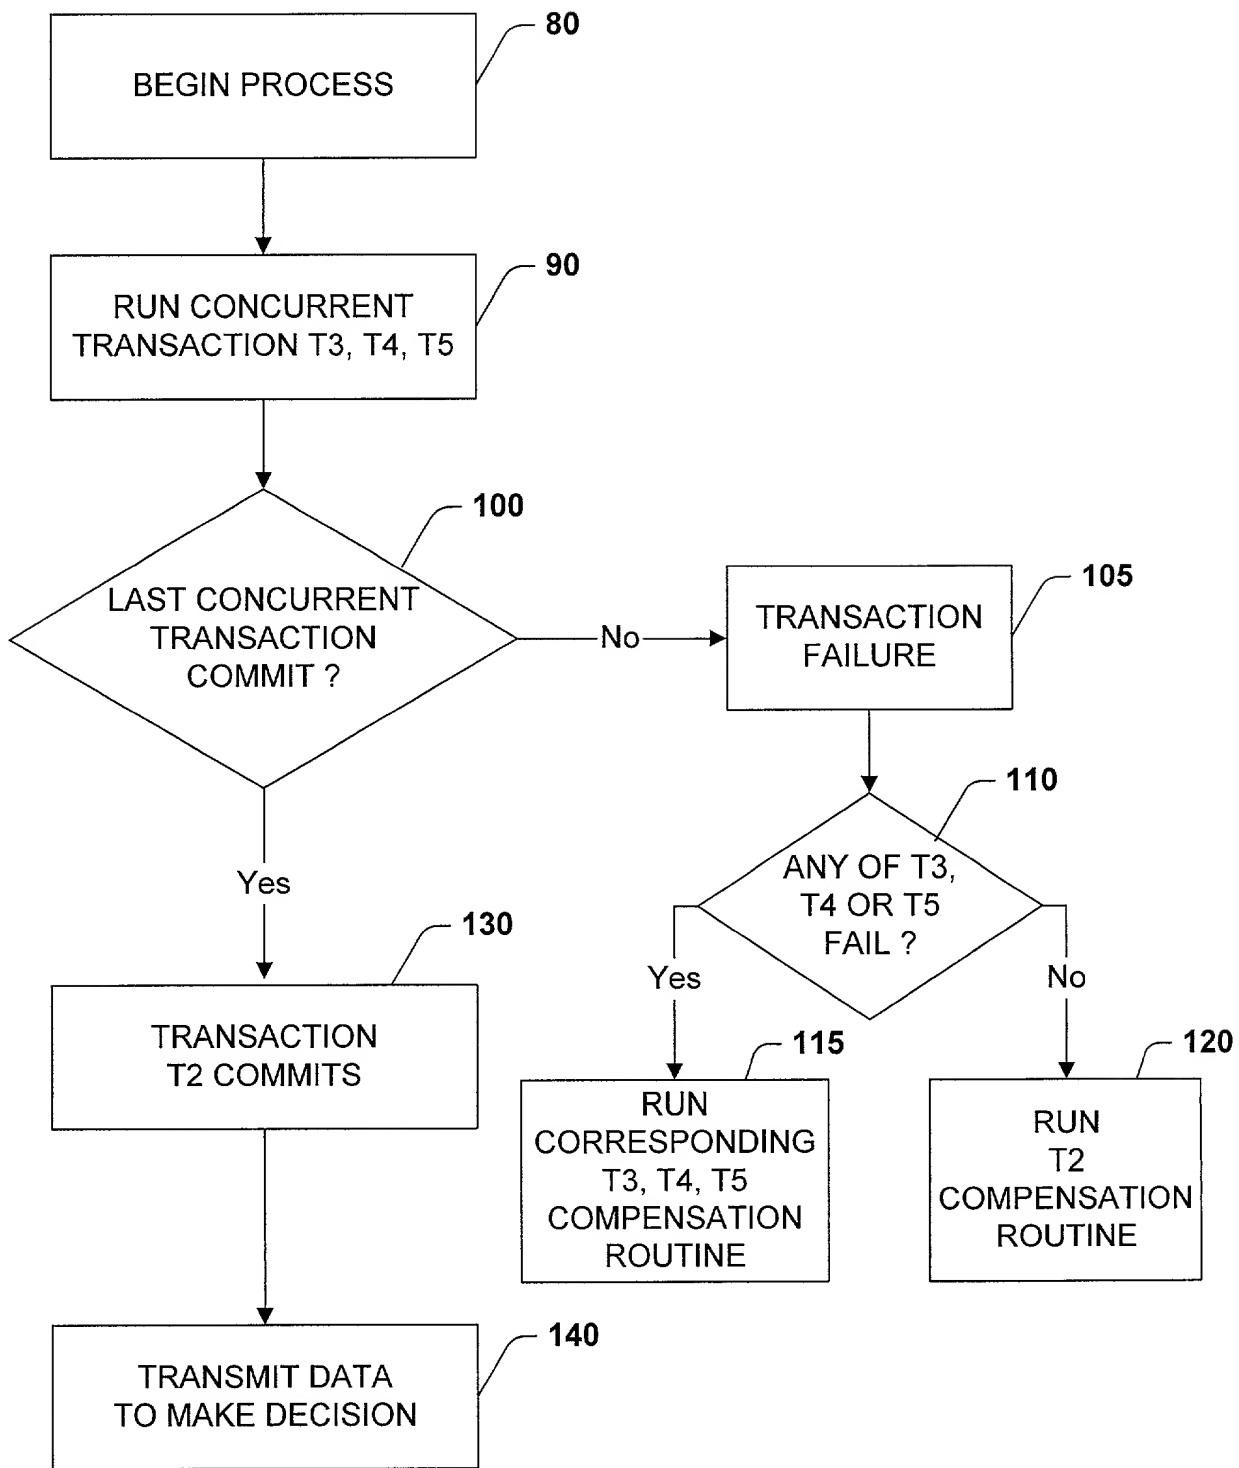 80
BEGIN PROCESS
90
RUN CONCURRENT
TRANSACTION T3, T4, T5
100
LAST CONCURRENT
TRANSACTION
COMMIT ?
No
105
TRANSACTION
FAILURE
110
ANY OF T3,
T4 OR T5
FAIL ?
Yes
No
Yes
130
TRANSACTION
T2 COMMITS
115
RUN
CORRESPONDING
T3, T4, T5
COMPENSATION
ROUTINE
120
RUN
T2
COMPENSATION
ROUTINE
140
TRANSMIT DATA
TO MAKE DECISION